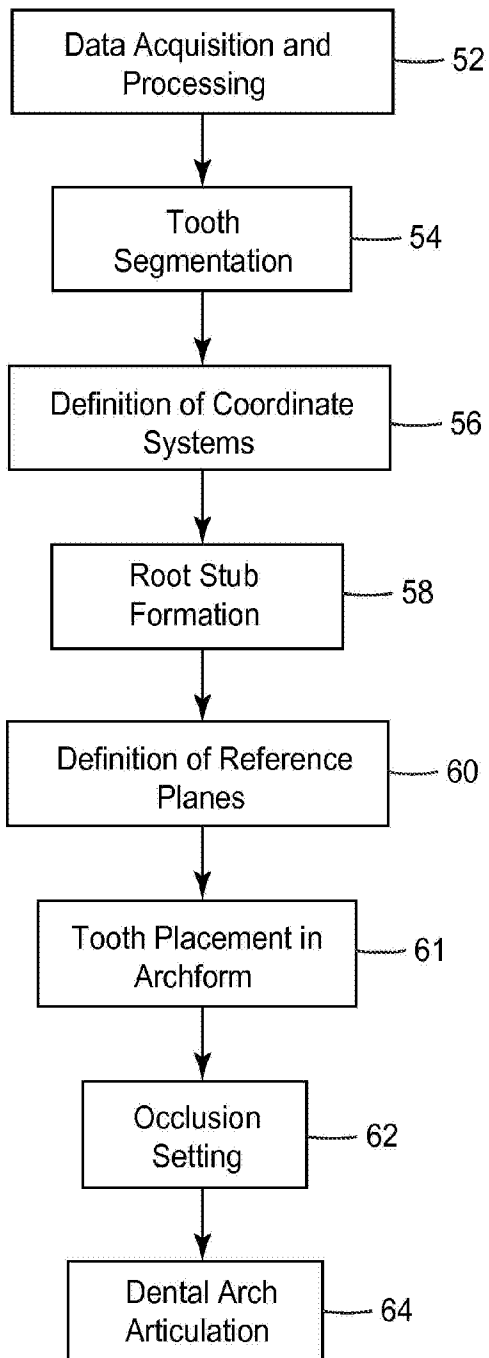 Data Acquisition and
Processing
52
Tooth
Segmentation
54
Definition of Coordinate
Systems
56
Root Stub
Formation
58
Definition of Reference
Planes
60
Tooth Placement in
Archform
61
Occlusion
Setting
62
Dental Arch
Articulation
64